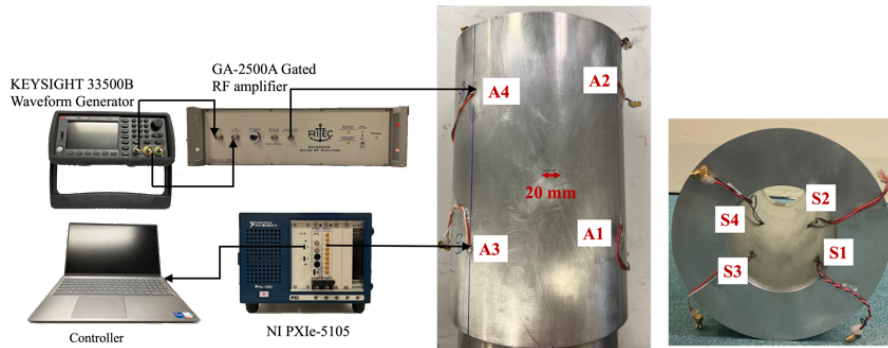 KEYSIGHT 33500B
Waveform Generator
GA-2500A Gated
RF amplifier
RITEC
A4
A2
20 mm
A3
A1
S4
S2
S3
S1
Controller
NI PXIe-5105